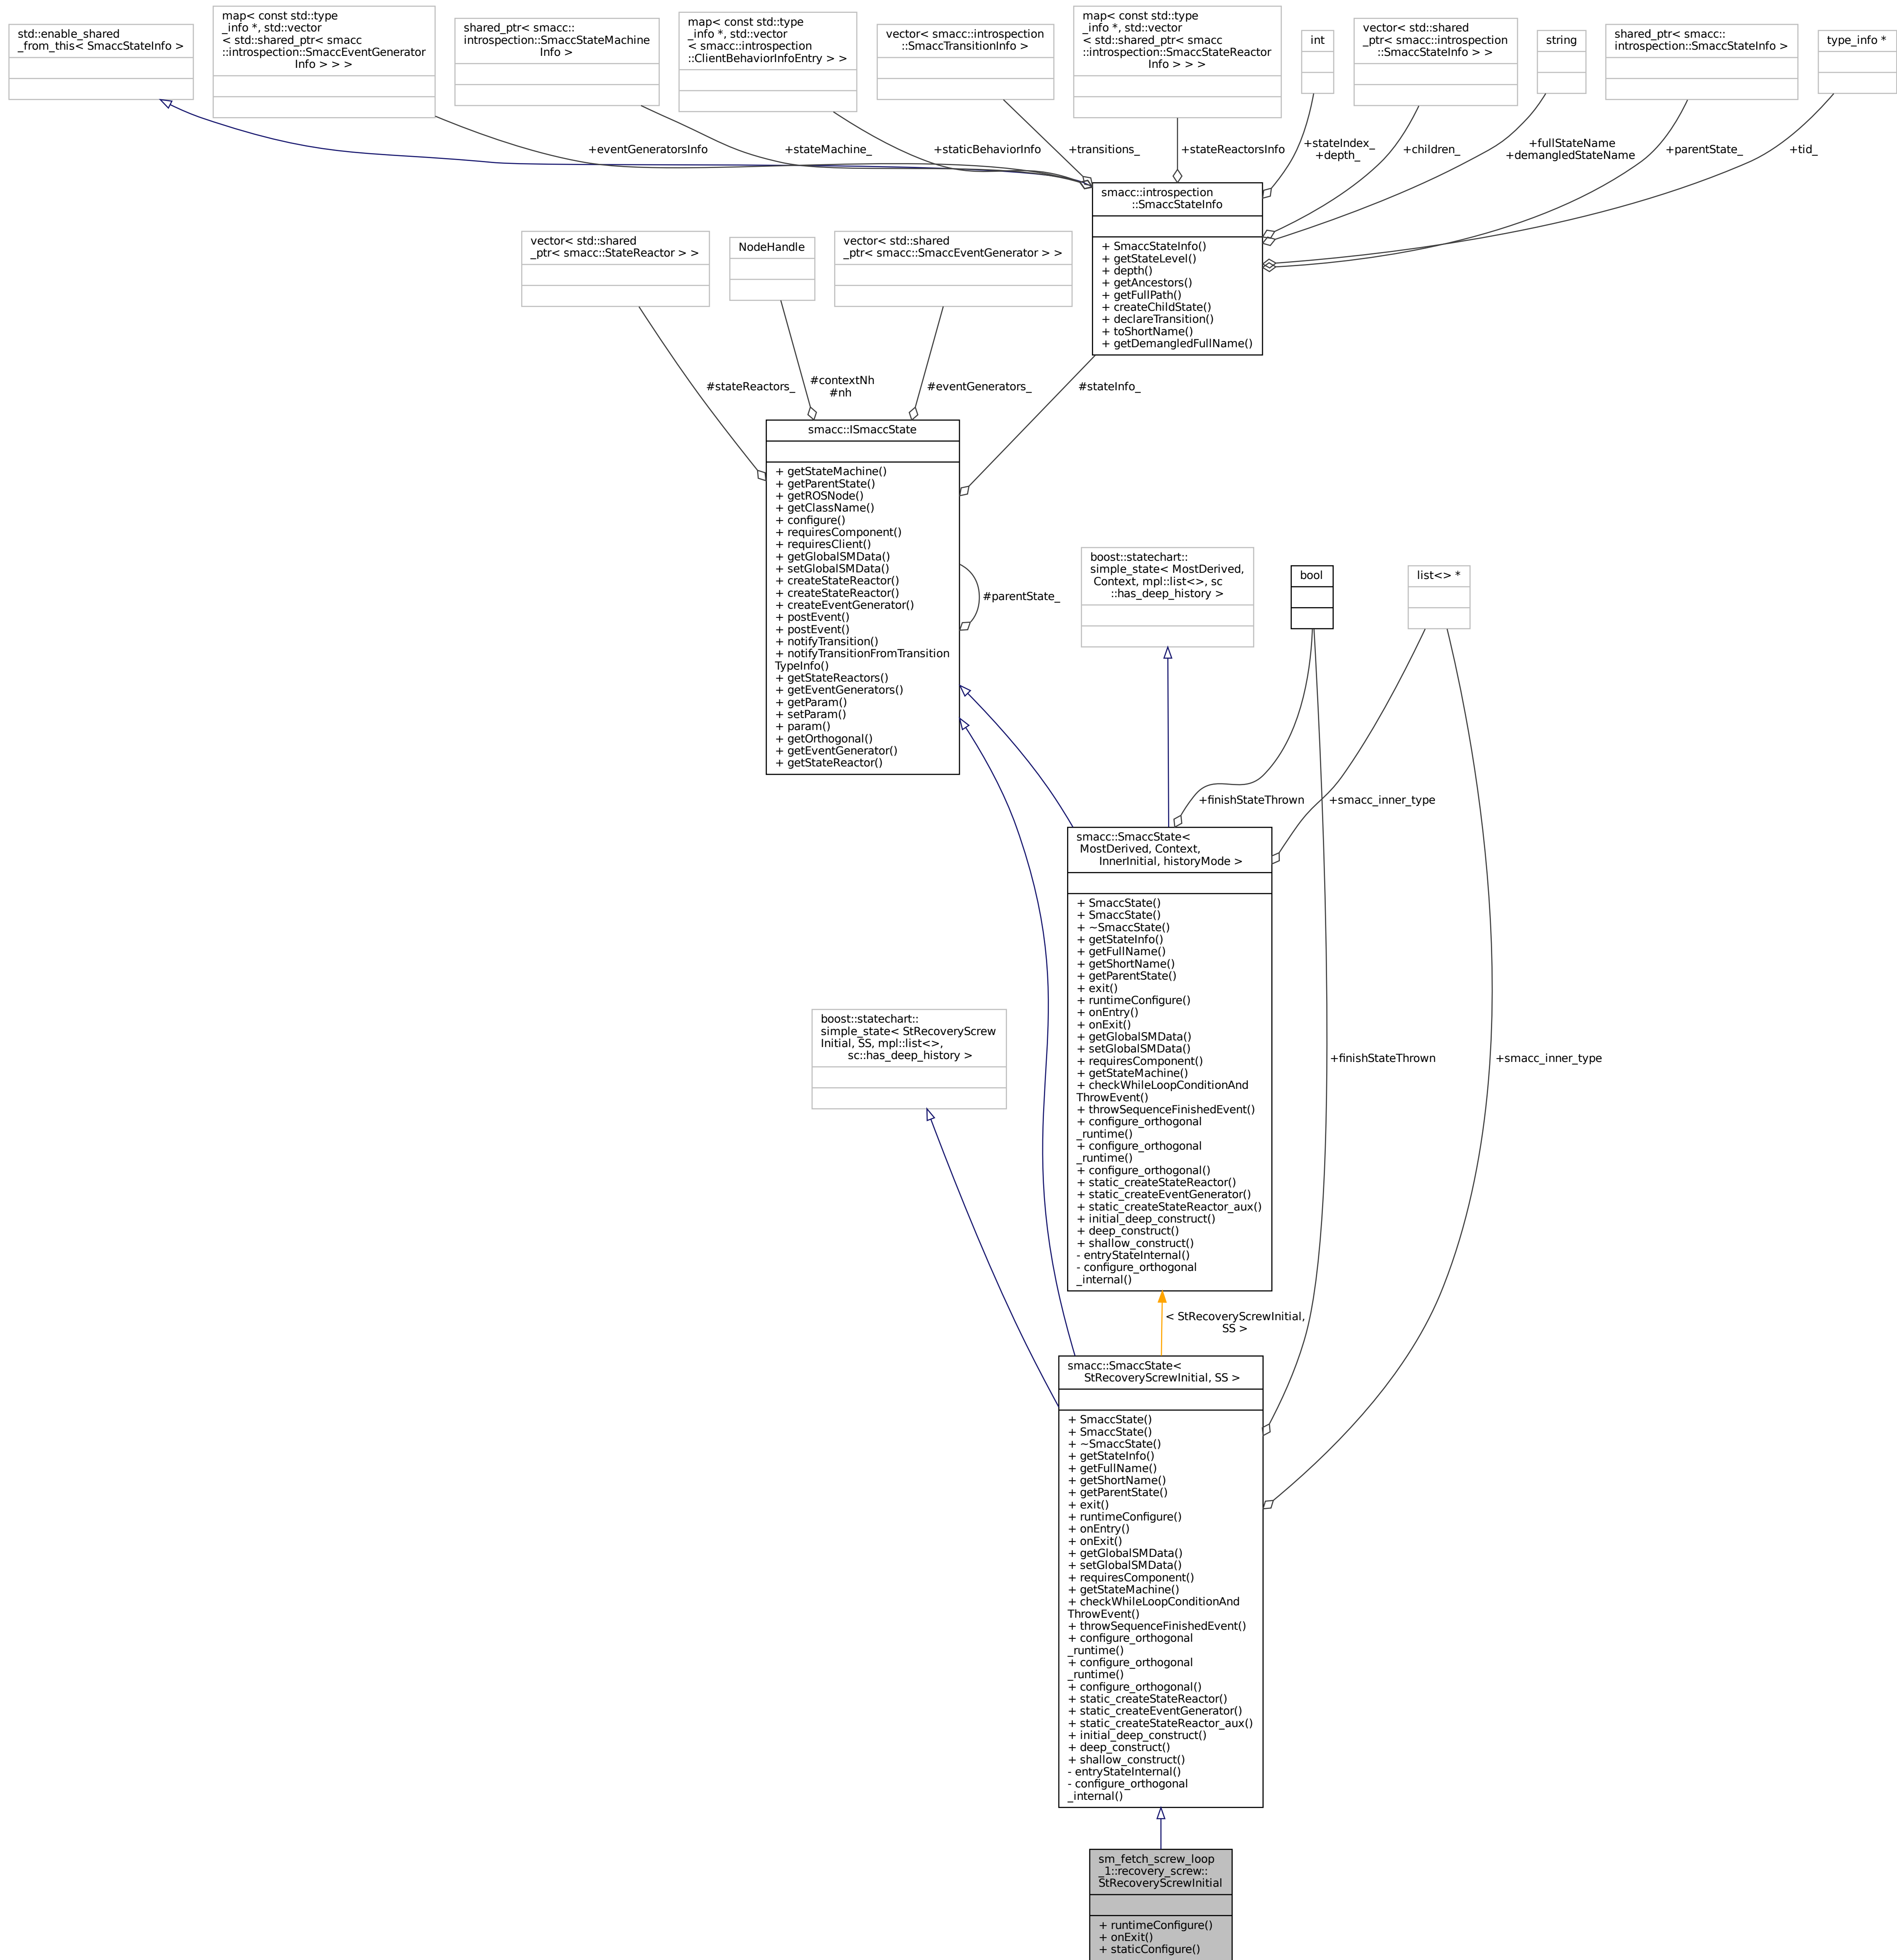 std::enable_shared
_from_this< SmaccStateInfo >
map< const std::type
_info *, std::vector
< std::shared_ptr< smacc
::introspection::SmaccEventGenerator
Info > > >
shared_ptr< smacc::
introspection::SmaccStateMachine
Info >
map< const std::type
_info *, std::vector
< smacc::introspection
::ClientBehaviorInfoEntry > >
vector< smacc::introspection
::SmaccTransitionInfo >
map< const std::type
_info *, std::vector
< std::shared_ptr< smacc
::introspection::SmaccStateReactor
Info > > >
int
vector< std::shared
_ptr< smacc::introspection
::SmaccStateInfo > >
string
shared_ptr< smacc::
introspection::SmaccStateInfo >
type_info *
+eventGeneratorsInfo
+stateMachine_
+staticBehaviorInfo
+transitions_
+stateReactorsInfo
+stateIndex_
+depth_
+children_
+fullStateName
+demangledStateName
+parentState_
+tid_
smacc::introspection
::SmaccStateInfo
+ SmaccStateInfo()
+ getStateLevel()
+ depth()
+ getAncestors()
+ getFullPath()
+ createChildState()
+ declareTransition()
+ toShortName()
+ getDemangledFullName()
vector< std::shared
_ptr< smacc::StateReactor > >
NodeHandle
vector< std::shared
_ptr< smacc::SmaccEventGenerator > >
#stateReactors_
#contextNh
#nh
#eventGenerators_
#stateInfo_
smacc::ISmaccState
+ getStateMachine()
+ getParentState()
+ getROSNode()
+ getClassName()
+ configure()
+ requiresComponent()
+ requiresClient()
+ getGlobalSMData()
+ setGlobalSMData()
+ createStateReactor()
+ createStateReactor()
+ createEventGenerator()
+ postEvent()
+ postEvent()
+ notifyTransition()
+ notifyTransitionFromTransition
TypeInfo()
+ getStateReactors()
+ getEventGenerators()
+ getParam()
+ setParam()
+ param()
+ getOrthogonal()
+ getEventGenerator()
+ getStateReactor()
#parentState_
boost::statechart::
simple_state< MostDerived,
Context, mpl::list<>, sc
::has_deep_history >
bool
list<> *
+finishStateThrown
+smacc_inner_type
smacc::SmaccState<
MostDerived, Context,
InnerInitial, historyMode >
+ SmaccState()
+ SmaccState()
+ ~SmaccState()
+ getStateInfo()
+ getFullName()
+ getShortName()
+ getParentState()
+ exit()
+ runtimeConfigure()
+ onEntry()
+ onExit()
+ getGlobalSMData()
+ setGlobalSMData()
+ requiresComponent()
+ getStateMachine()
+ checkWhileLoopConditionAnd
ThrowEvent()
+ throwSequenceFinishedEvent()
+ configure_orthogonal
_runtime()
+ configure_orthogonal
_runtime()
+ configure_orthogonal()
+ static_createStateReactor()
+ static_createEventGenerator()
+ static_createStateReactor_aux()
+ initial_deep_construct()
+ deep_construct()
+ shallow_construct()
- entryStateInternal()
- configure_orthogonal
_internal()
boost::statechart::
simple_state< StRecoveryScrew
Initial, SS, mpl::list<>,
sc::has_deep_history >
+finishStateThrown
+smacc_inner_type
< StRecoveryScrewInitial,
SS >
smacc::SmaccState<
StRecoveryScrewInitial, SS >
+ SmaccState()
+ SmaccState()
+ ~SmaccState()
+ getStateInfo()
+ getFullName()
+ getShortName()
+ getParentState()
+ exit()
+ runtimeConfigure()
+ onEntry()
+ onExit()
+ getGlobalSMData()
+ setGlobalSMData()
+ requiresComponent()
+ getStateMachine()
+ checkWhileLoopConditionAnd
ThrowEvent()
+ throwSequenceFinishedEvent()
+ configure_orthogonal
_runtime()
+ configure_orthogonal
_runtime()
+ configure_orthogonal()
+ static_createStateReactor()
+ static_createEventGenerator()
+ static_createStateReactor_aux()
+ initial_deep_construct()
+ deep_construct()
+ shallow_construct()
- entryStateInternal()
- configure_orthogonal
_internal()
sm_fetch_screw_loop
_1::recovery_screw::
StRecoveryScrewInitial
+ runtimeConfigure()
+ onExit()
+ staticConfigure()